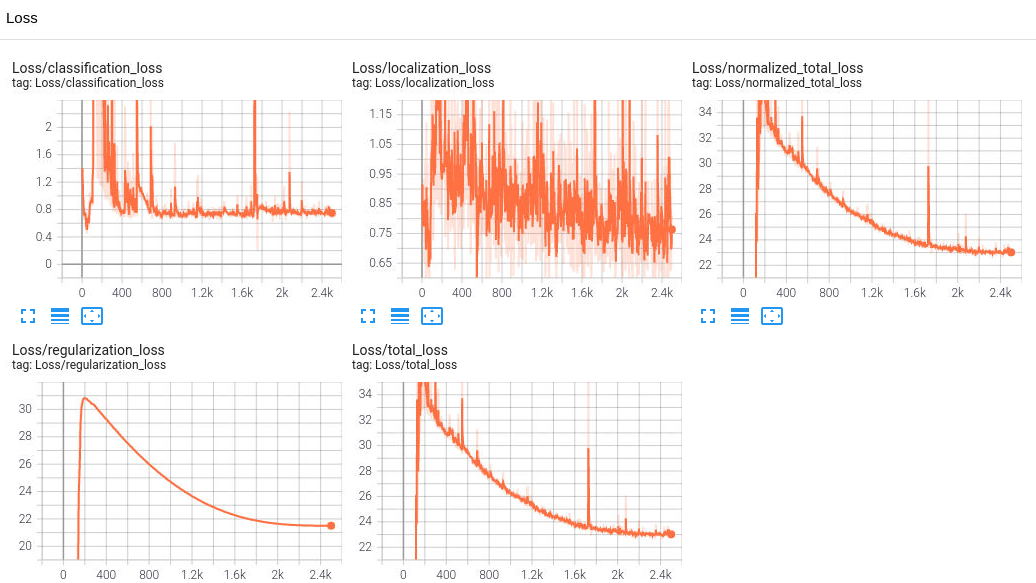 Loss
Loss/classification_loss
tag: Loss/classification_loss
2
1.6
1.2
0.8
0.4
0
0 400 800 1.2k 1.6k 2k 2.4k
Loss/localization_loss
tag: Loss/localization_loss
1.15
1.05
0.95
0.85
0.75
0.65
0 400 800 1.2k 1.6k 2k 2.4k
Loss/normalized_total_loss
tag: Loss/normalized_total_loss
34
32
30
28
26
24
22
0 400 800 1.2k 1.6k 2k 2.4k
Loss/regularization_loss
tag: Loss/regularization_loss
30
28
26
24
22
20
0 400 800 1.2k 1.6k 2k 2.4k
Loss/total_loss
tag: Loss/total_loss
34
32
30
28
26
24
22
0 400 800 1.2k 1.6k 2k 2.4k